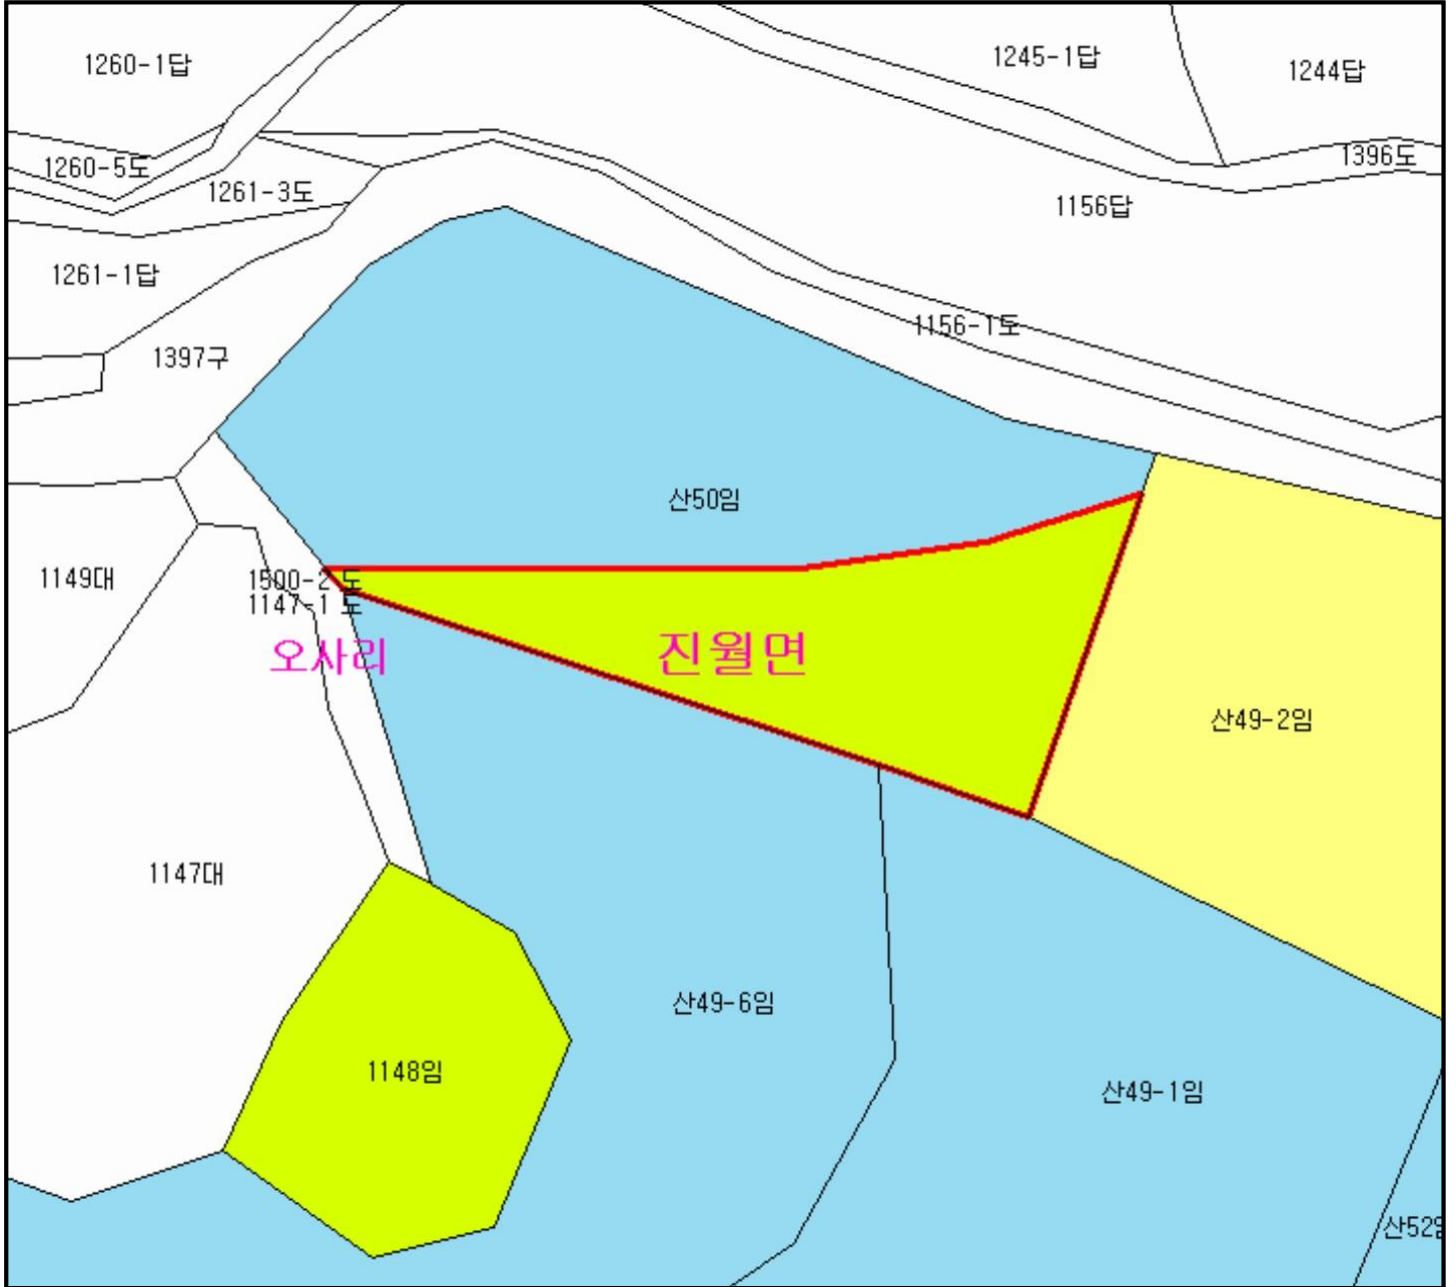 1260-1답
1245-1답
1244답
1260-5도
1396도
1261-3도
1156답
1261-1답
1156-1도
1397구
산50임
1149대
1500-2 도
1147-1 도
오사리
진월면
산49-2임
1147대
산49-6임
1148임
산49-1임
산52임